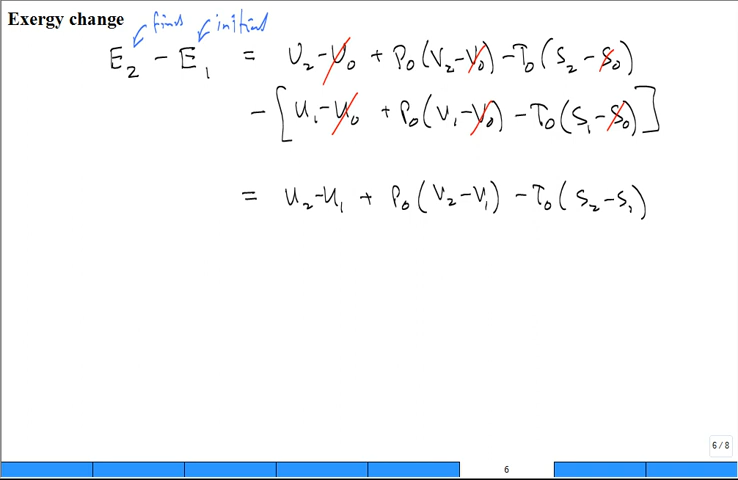 Exergy change
final initial
E₂ - E₁ = U₂ - U₀ + P₀(V₂ - V₀) - T₀(S₂ - S₀)
- [U₁ - U₀ + P₀(V₁ - V₀) - T₀(S₁ - S₀)]
= U₂ - U₁ + P₀(V₂ - V₁) - T₀(S₂ - S₁)
6 / 8
6